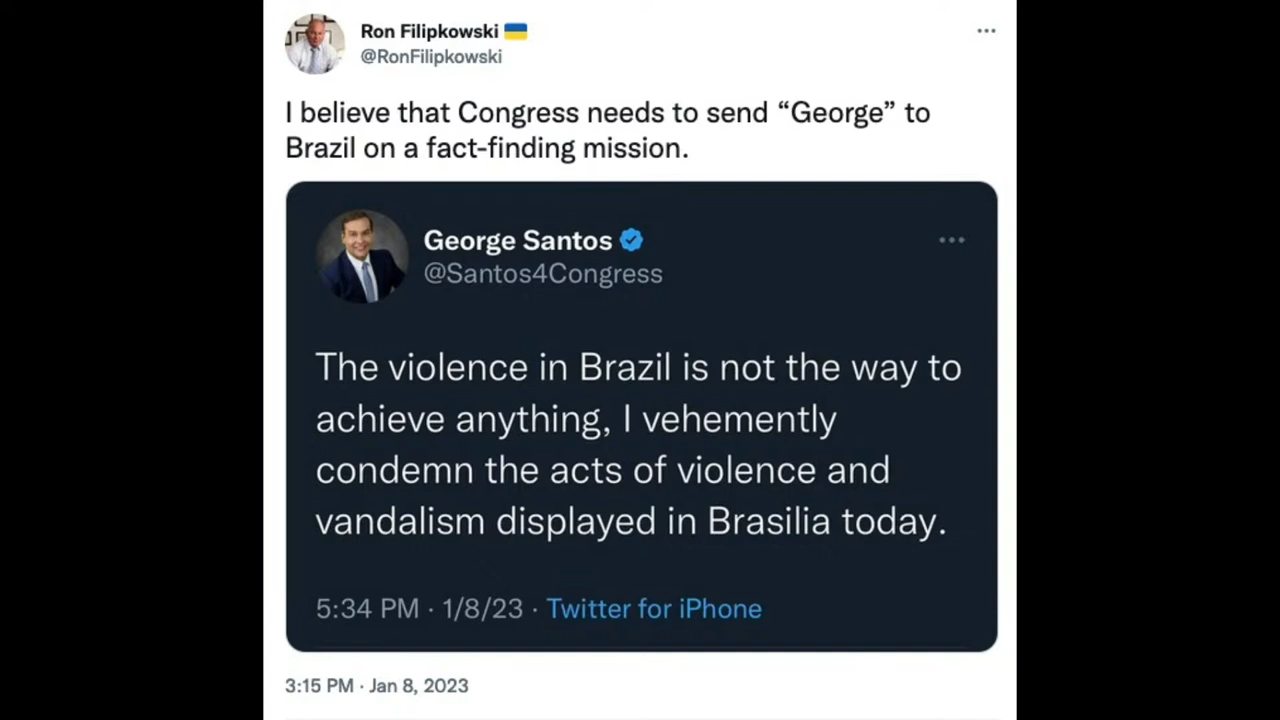 Ron Filipkowski 🇺🇦
@RonFilipkowski
I believe that Congress needs to send “George” to
Brazil on a fact-finding mission.
George Santos
@Santos4Congress
The violence in Brazil is not the way to
achieve anything, I vehemently
condemn the acts of violence and
vandalism displayed in Brasilia today.
5:34 PM · 1/8/23 · Twitter for iPhone
3:15 PM · Jan 8, 2023